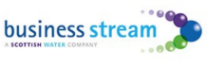 business stream
A SCOTTISH WATER COMPANY